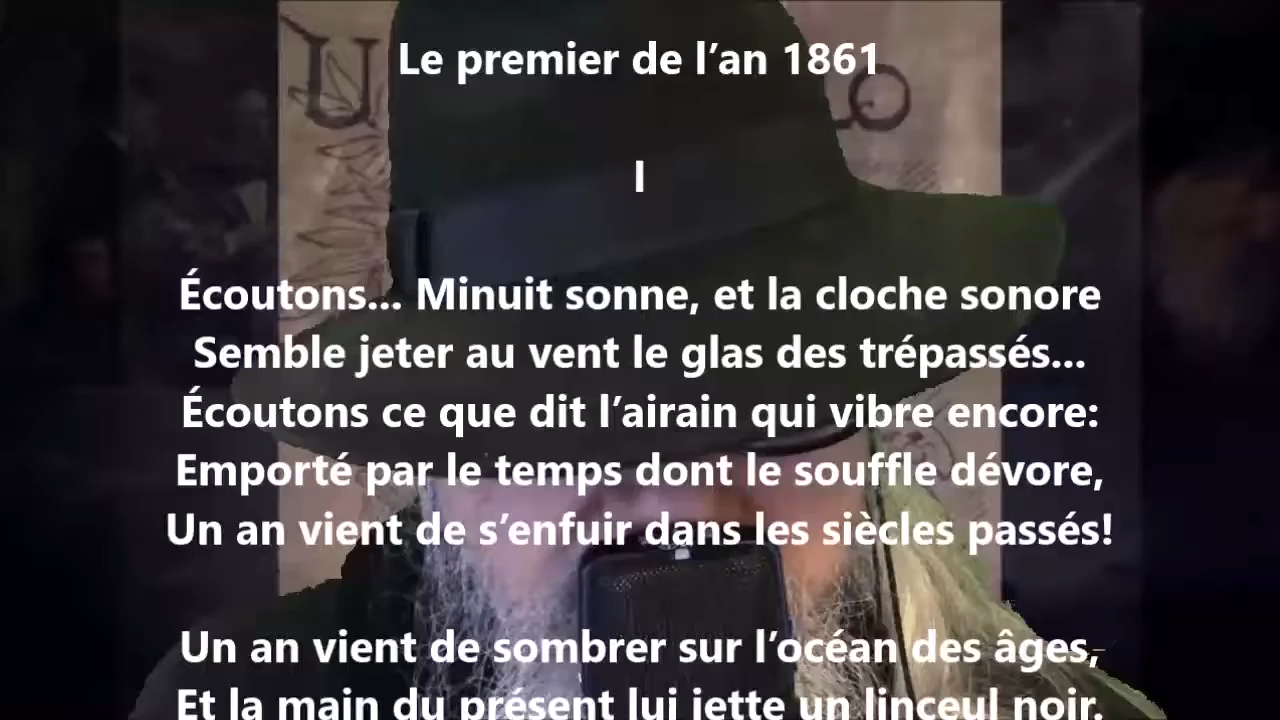 Le premier de l’an 1861
I
Écoutons... Minuit sonne, et la cloche sonore
Semble jeter au vent le glas des trépassés...
Écoutons ce que dit l’airain qui vibre encore:
Emporté par le temps dont le souffle dévore,
Un an vient de s’enfuir dans les siècles passés!
Un an vient de sombrer sur l’océan des âges,
Et la main du présent lui jette un linceul noir.